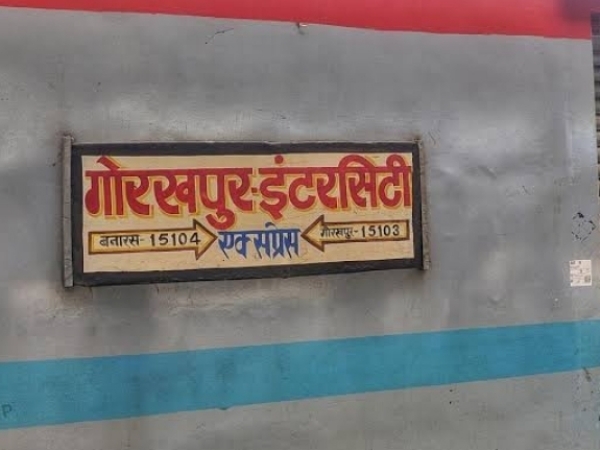 गोरखपुर-इंटरसिटी
बनारस-15104 एक्सप्रेस गोरखपुर-15103
P